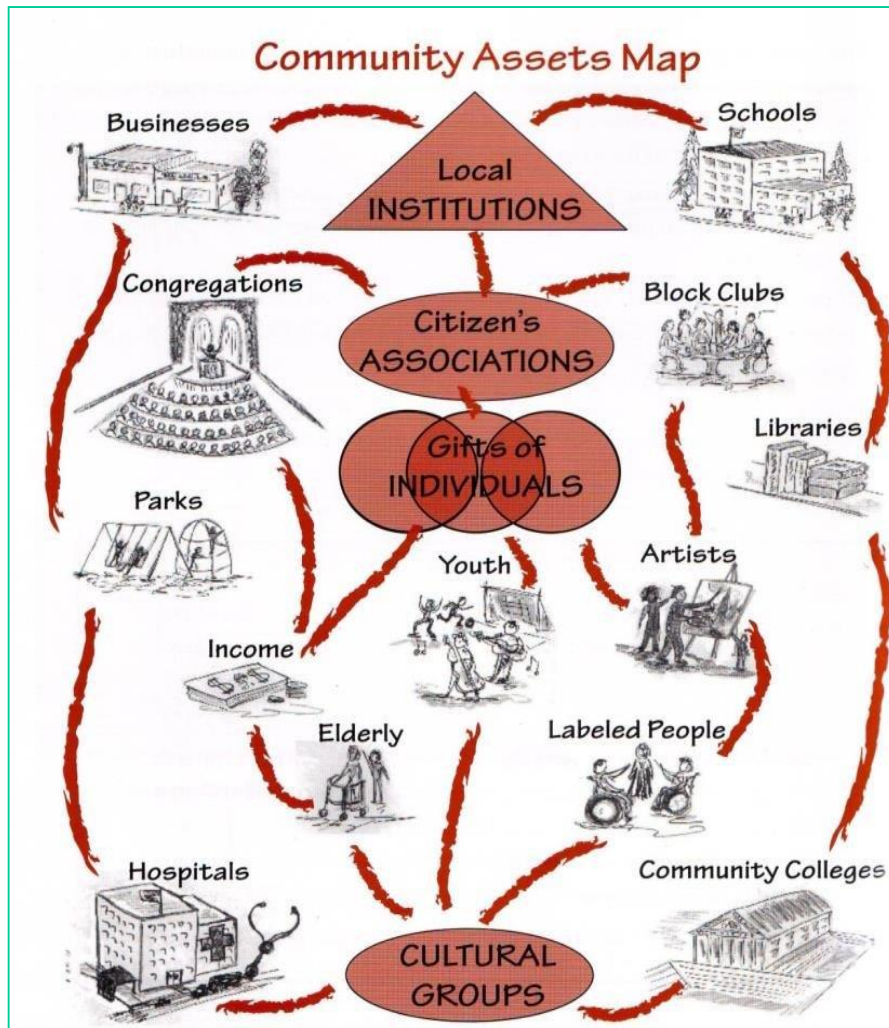 Community Assets Map
Businesses
Schools
Local
INSTITUTIONS
Congregations
Block Clubs
Citizen's
ASSOCIATIONS
Libraries
Gifts of
INDIVIDUALS
Parks
Youth
Artists
Income
Elderly
Labeled People
Hospitals
Community Colleges
CULTURAL
GROUPS